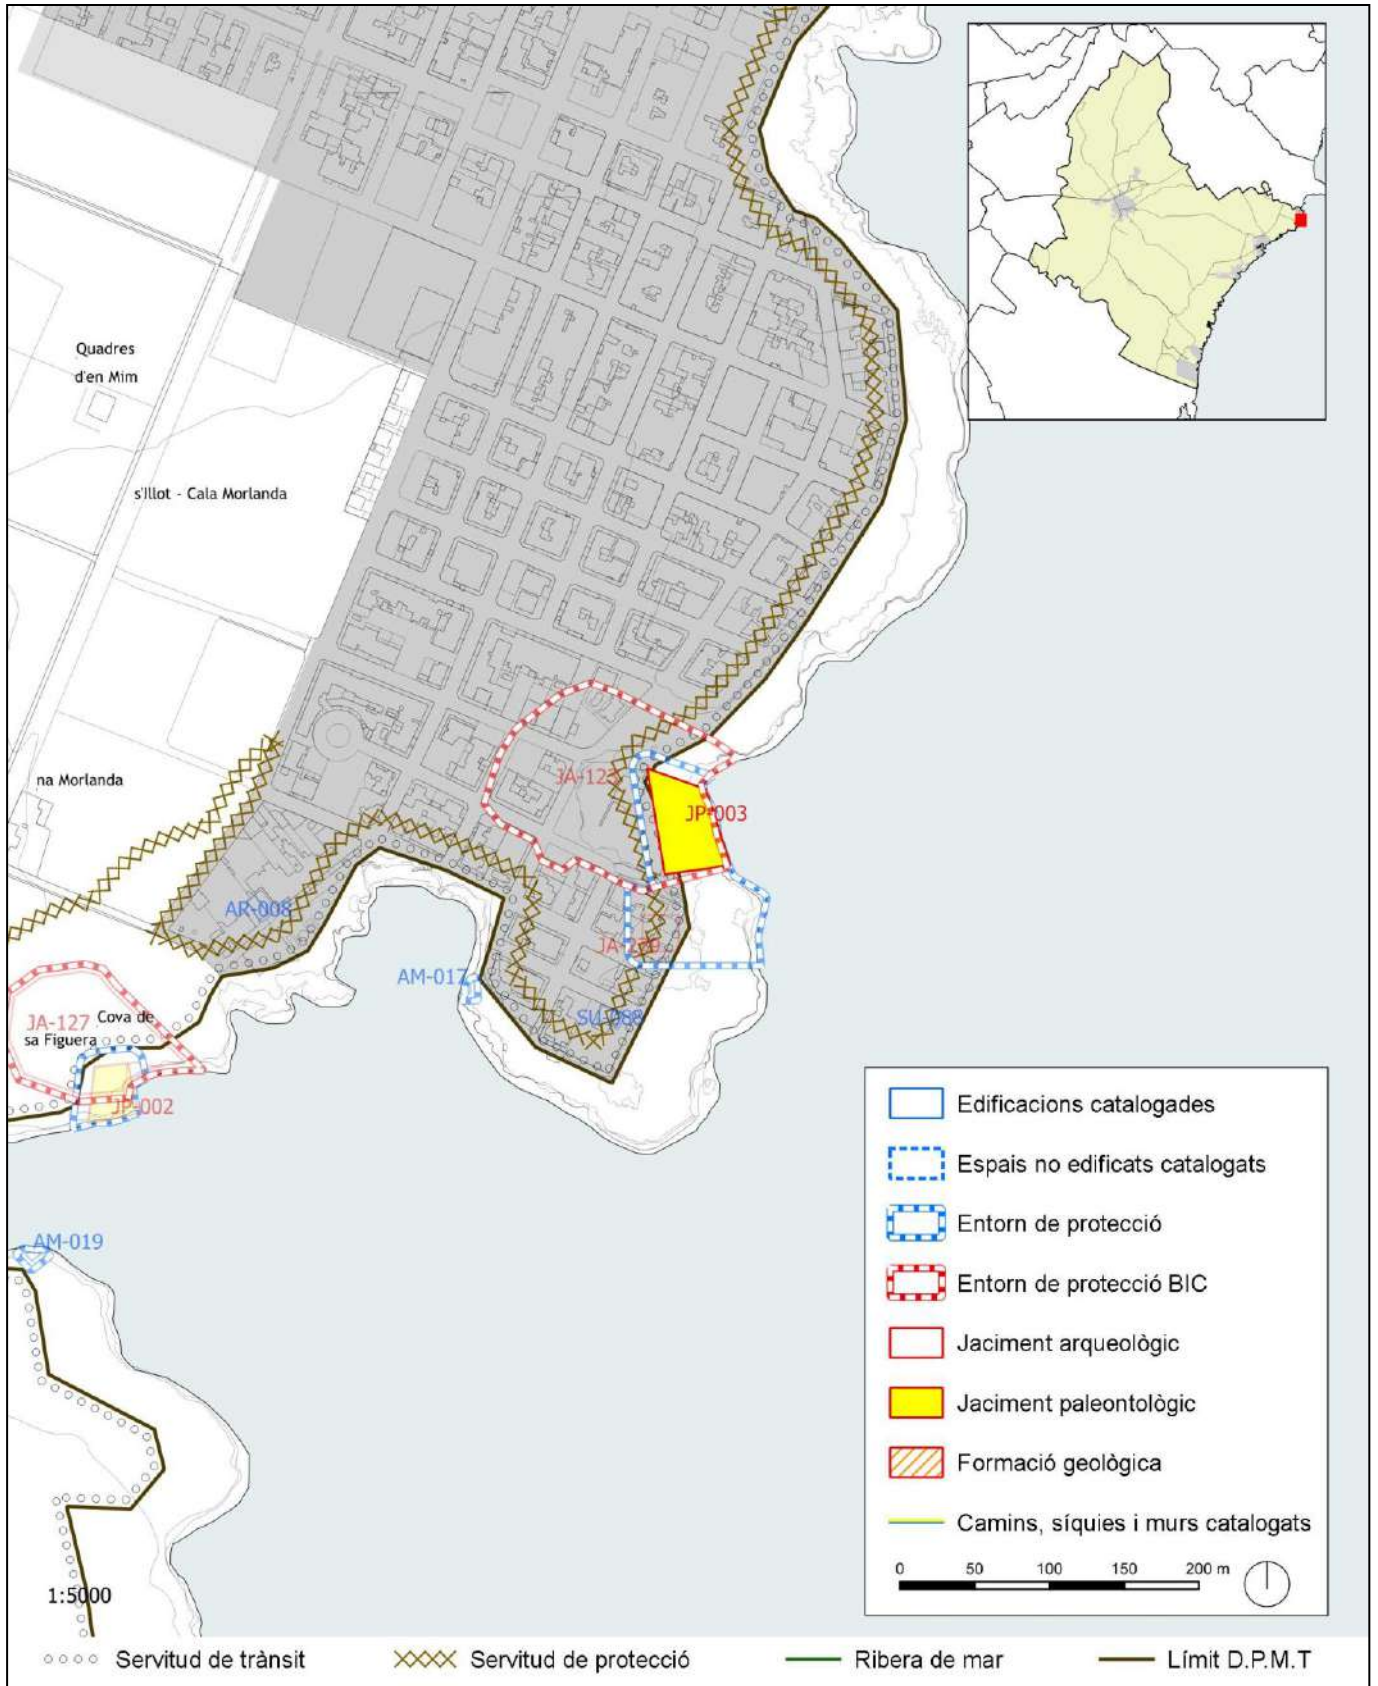 Quadres
d'en Mim
s'Illot - Cala Morlanda
na Morlanda
JA-123
JP-003
AR-008
AM-017
SU-088
JA-127
Cova de
sa Figuera
JP-002
AM-019
Edificacions catalogades
Espais no edificats catalogats
Entorn de protecció
Entorn de protecció BIC
Jaciment arqueològic
Jaciment paleontològic
Formació geològica
Camins, síquies i murs catalogats
0 50 100 150 200 m
1:5000
Servitud de trànsit
Servitud de protecció
Ribera de mar
Límit D.P.M.T